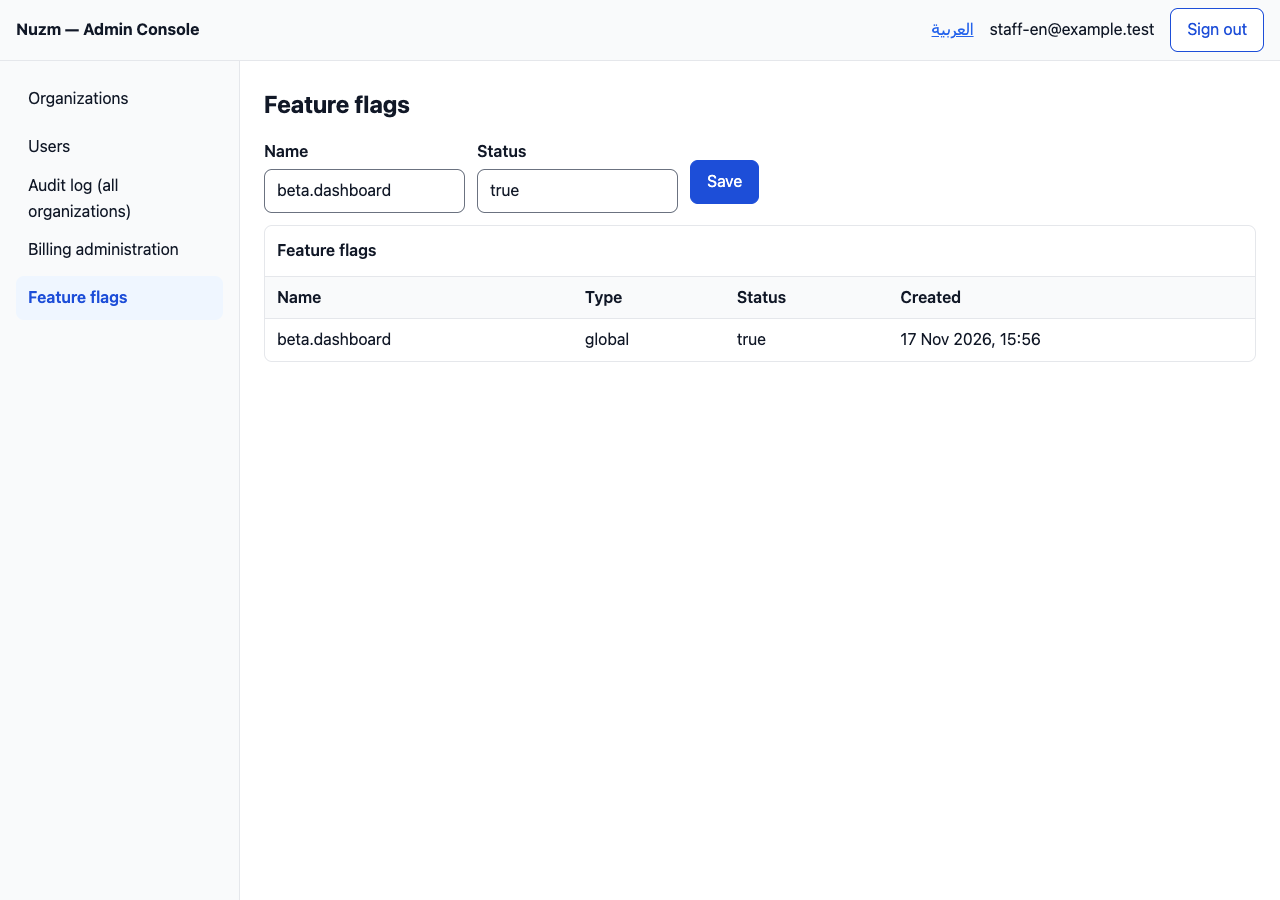 Nuzm — Admin Console
العربية
staff-en@example.test
Sign out
Organizations
Users
Audit log (all
organizations)
Billing administration
Feature flags
Feature flags
Name Status
beta.dashboard true Save
Feature flags
Name Type Status Created
beta.dashboard global true 17 Nov 2026, 15:56